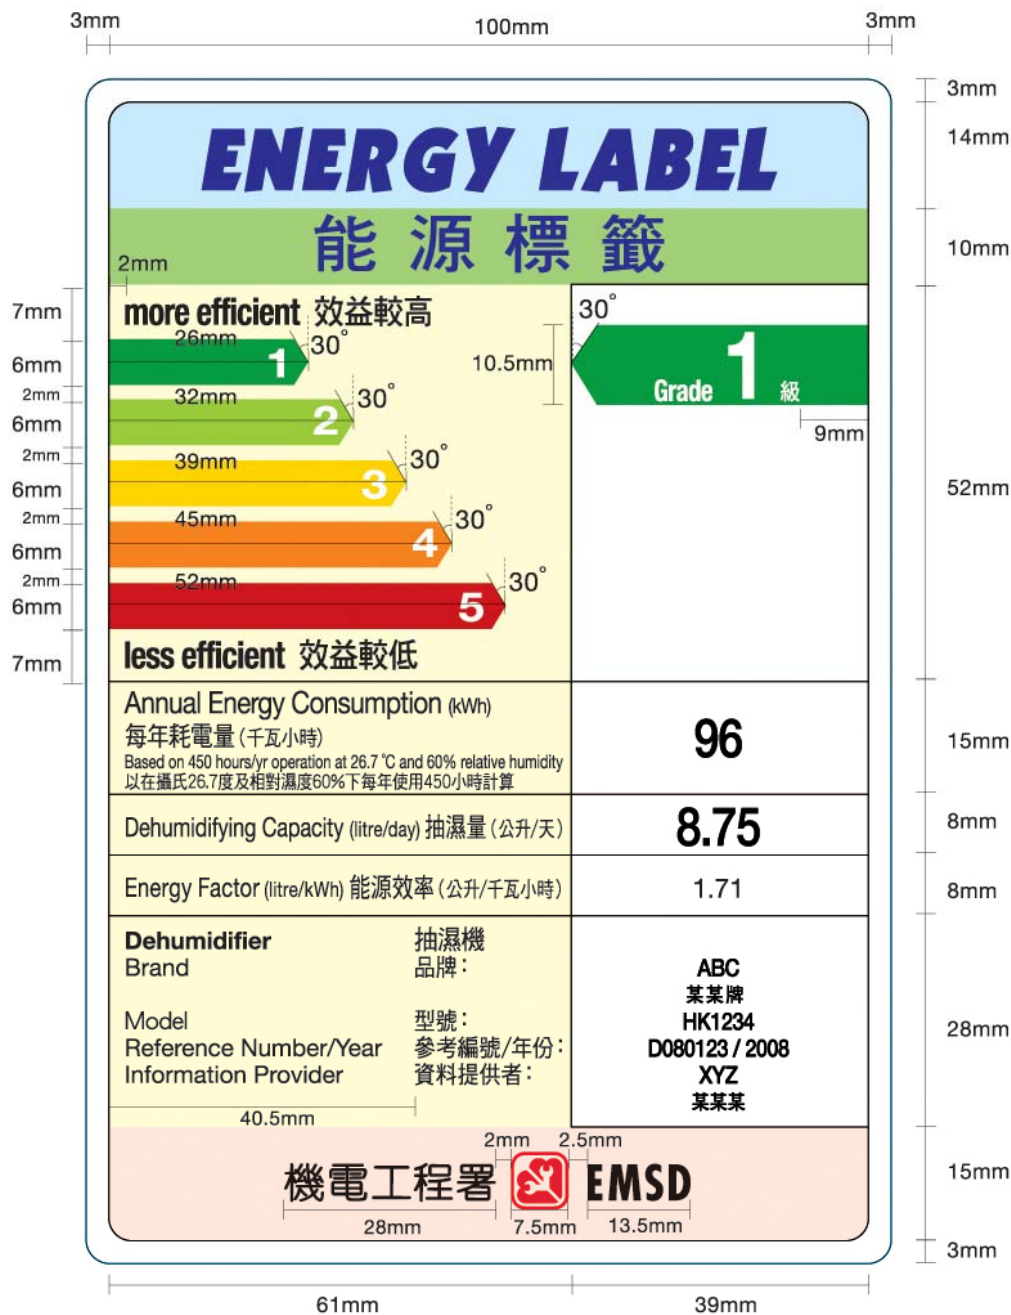 3mm 100mm 3mm
3mm
ENERGY LABEL
14mm
能源標籤
10mm
2mm
more efficient 效益較高
7mm
26mm 1 30°
6mm
2mm
32mm 2 30°
6mm
2mm
39mm 3 30°
6mm
2mm
45mm 4 30°
6mm
2mm
52mm 5 30°
6mm
less efficient 效益較低
7mm
30°
10.5mm
Grade 1 級
9mm
52mm
Annual Energy Consumption (kWh)
每年耗電量 (千瓦小時)
Based on 450 hours/yr operation at 26.7 °C and 60% relative humidity
以在攝氏26.7度及相對濕度60%下每年使用450小時計算
96
15mm
Dehumidifying Capacity (litre/day) 抽濕量 (公升/天) 8.75
8mm
Energy Factor (litre/kWh) 能源效率 (公升/千瓦小時) 1.71
8mm
Dehumidifier 抽濕機
Brand 品牌: ABC
某某牌
Model 型號: HK1234
Reference Number/Year 參考編號/年份: D080123 / 2008
Information Provider 資料提供者: XYZ
某某某
28mm
40.5mm
2mm 2.5mm
機電工程署 EMSD
15mm
28mm 7.5mm 13.5mm
3mm
61mm 39mm